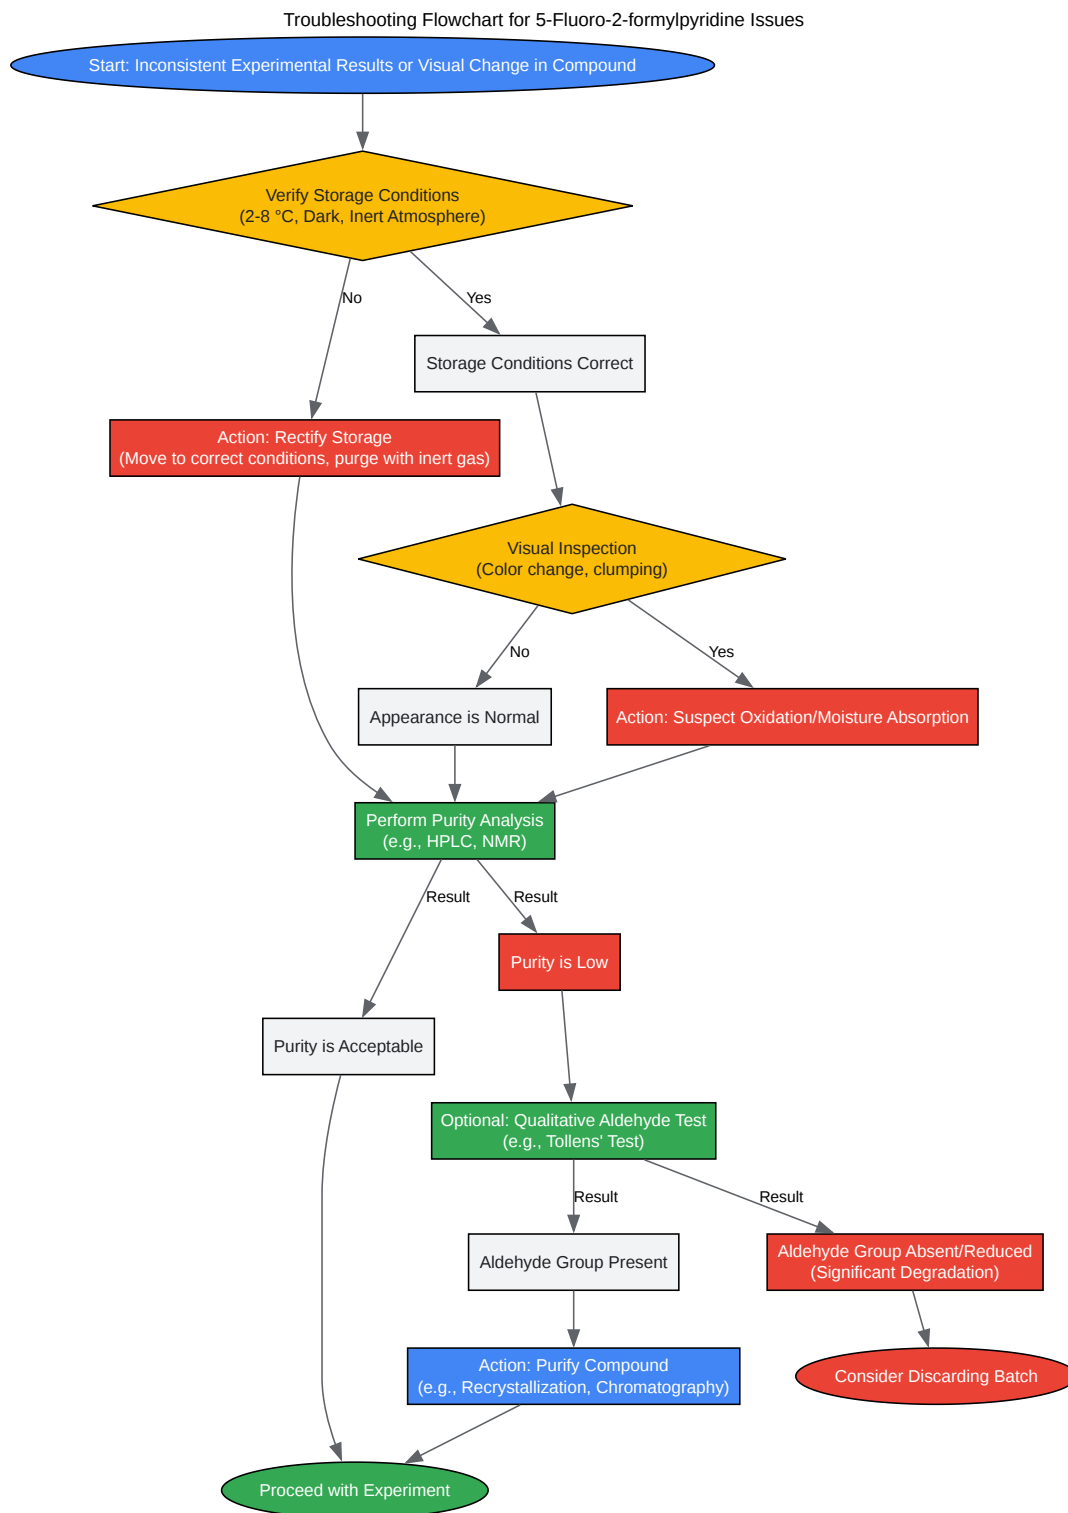 Troubleshooting Flowchart for 5-Fluoro-2-formylpyridine Issues
Start: Inconsistent Experimental Results or Visual Change in Compound
Verify Storage Conditions
(2-8 °C, Dark, Inert Atmosphere)
No
Yes
Storage Conditions Correct
Action: Rectify Storage
(Move to correct conditions, purge with inert gas)
Visual Inspection
(Color change, clumping)
No
Yes
Appearance is Normal
Action: Suspect Oxidation/Moisture Absorption
Perform Purity Analysis
(e.g., HPLC, NMR)
Result
Result
Purity is Low
Purity is Acceptable
Optional: Qualitative Aldehyde Test
(e.g., Tollens' Test)
Result
Result
Aldehyde Group Present
Aldehyde Group Absent/Reduced
(Significant Degradation)
Action: Purify Compound
(e.g., Recrystallization, Chromatography)
Consider Discarding Batch
Proceed with Experiment